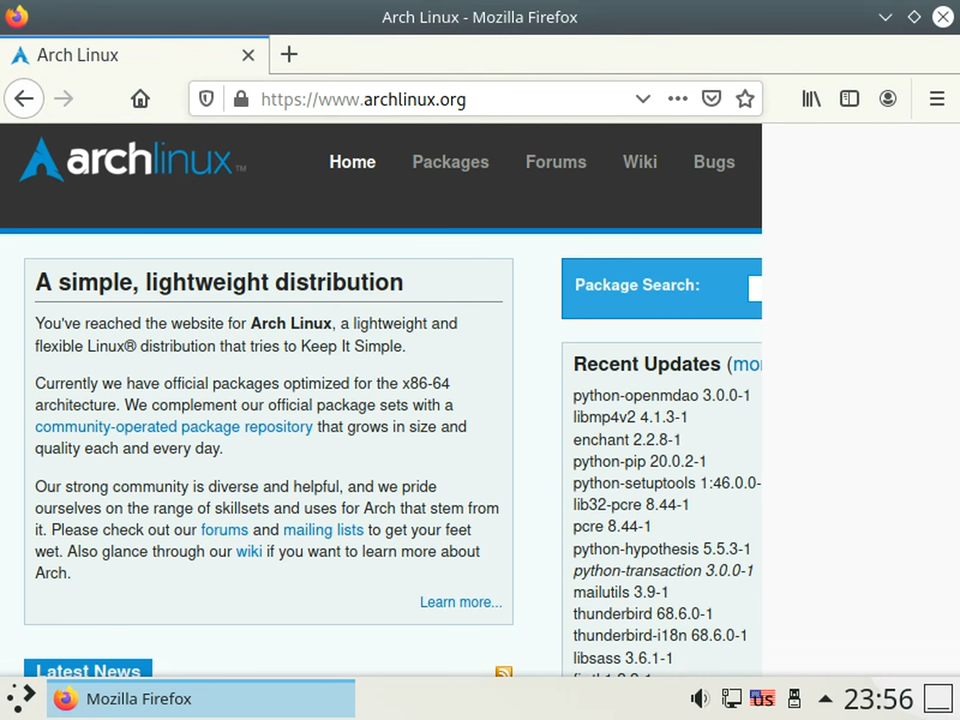 Arch Linux - Mozilla Firefox
Arch Linux
https://www.archlinux.org
archlinux™
Home Packages Forums Wiki Bugs
A simple, lightweight distribution
You've reached the website for Arch Linux, a lightweight and
flexible Linux® distribution that tries to Keep It Simple.
Currently we have official packages optimized for the x86-64
architecture. We complement our official package sets with a
community-operated package repository that grows in size and
quality each and every day.
Our strong community is diverse and helpful, and we pride
ourselves on the range of skillsets and uses for Arch that stem from
it. Please check out our forums and mailing lists to get your feet
wet. Also glance through our wiki if you want to learn more about
Arch.
Learn more...
Latest News
Package Search:
Recent Updates (mor
python-openmdao 3.0.0-1
libmp4v2 4.1.3-1
enchant 2.2.8-1
python-pip 20.0.2-1
python-setuptools 1:46.0.0-
lib32-pcre 8.44-1
pcre 8.44-1
python-hypothesis 5.5.3-1
python-transaction 3.0.0-1
mailutils 3.9-1
thunderbird 68.6.0-1
thunderbird-i18n 68.6.0-1
libsass 3.6.1-1
Mozilla Firefox
us
23:56